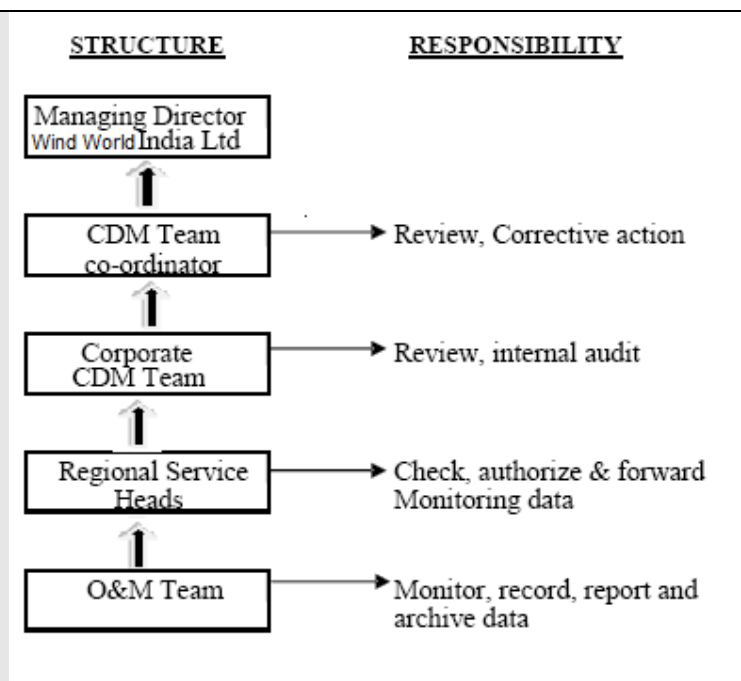 STRUCTURE
RESPONSIBILITY
Managing Director
Wind World India Ltd
CDM Team
co-ordinator
Review, Corrective action
Corporate
CDM Team
Review, internal audit
Regional Service
Heads
Check, authorize & forward
Monitoring data
O&M Team
Monitor, record, report and
archive data